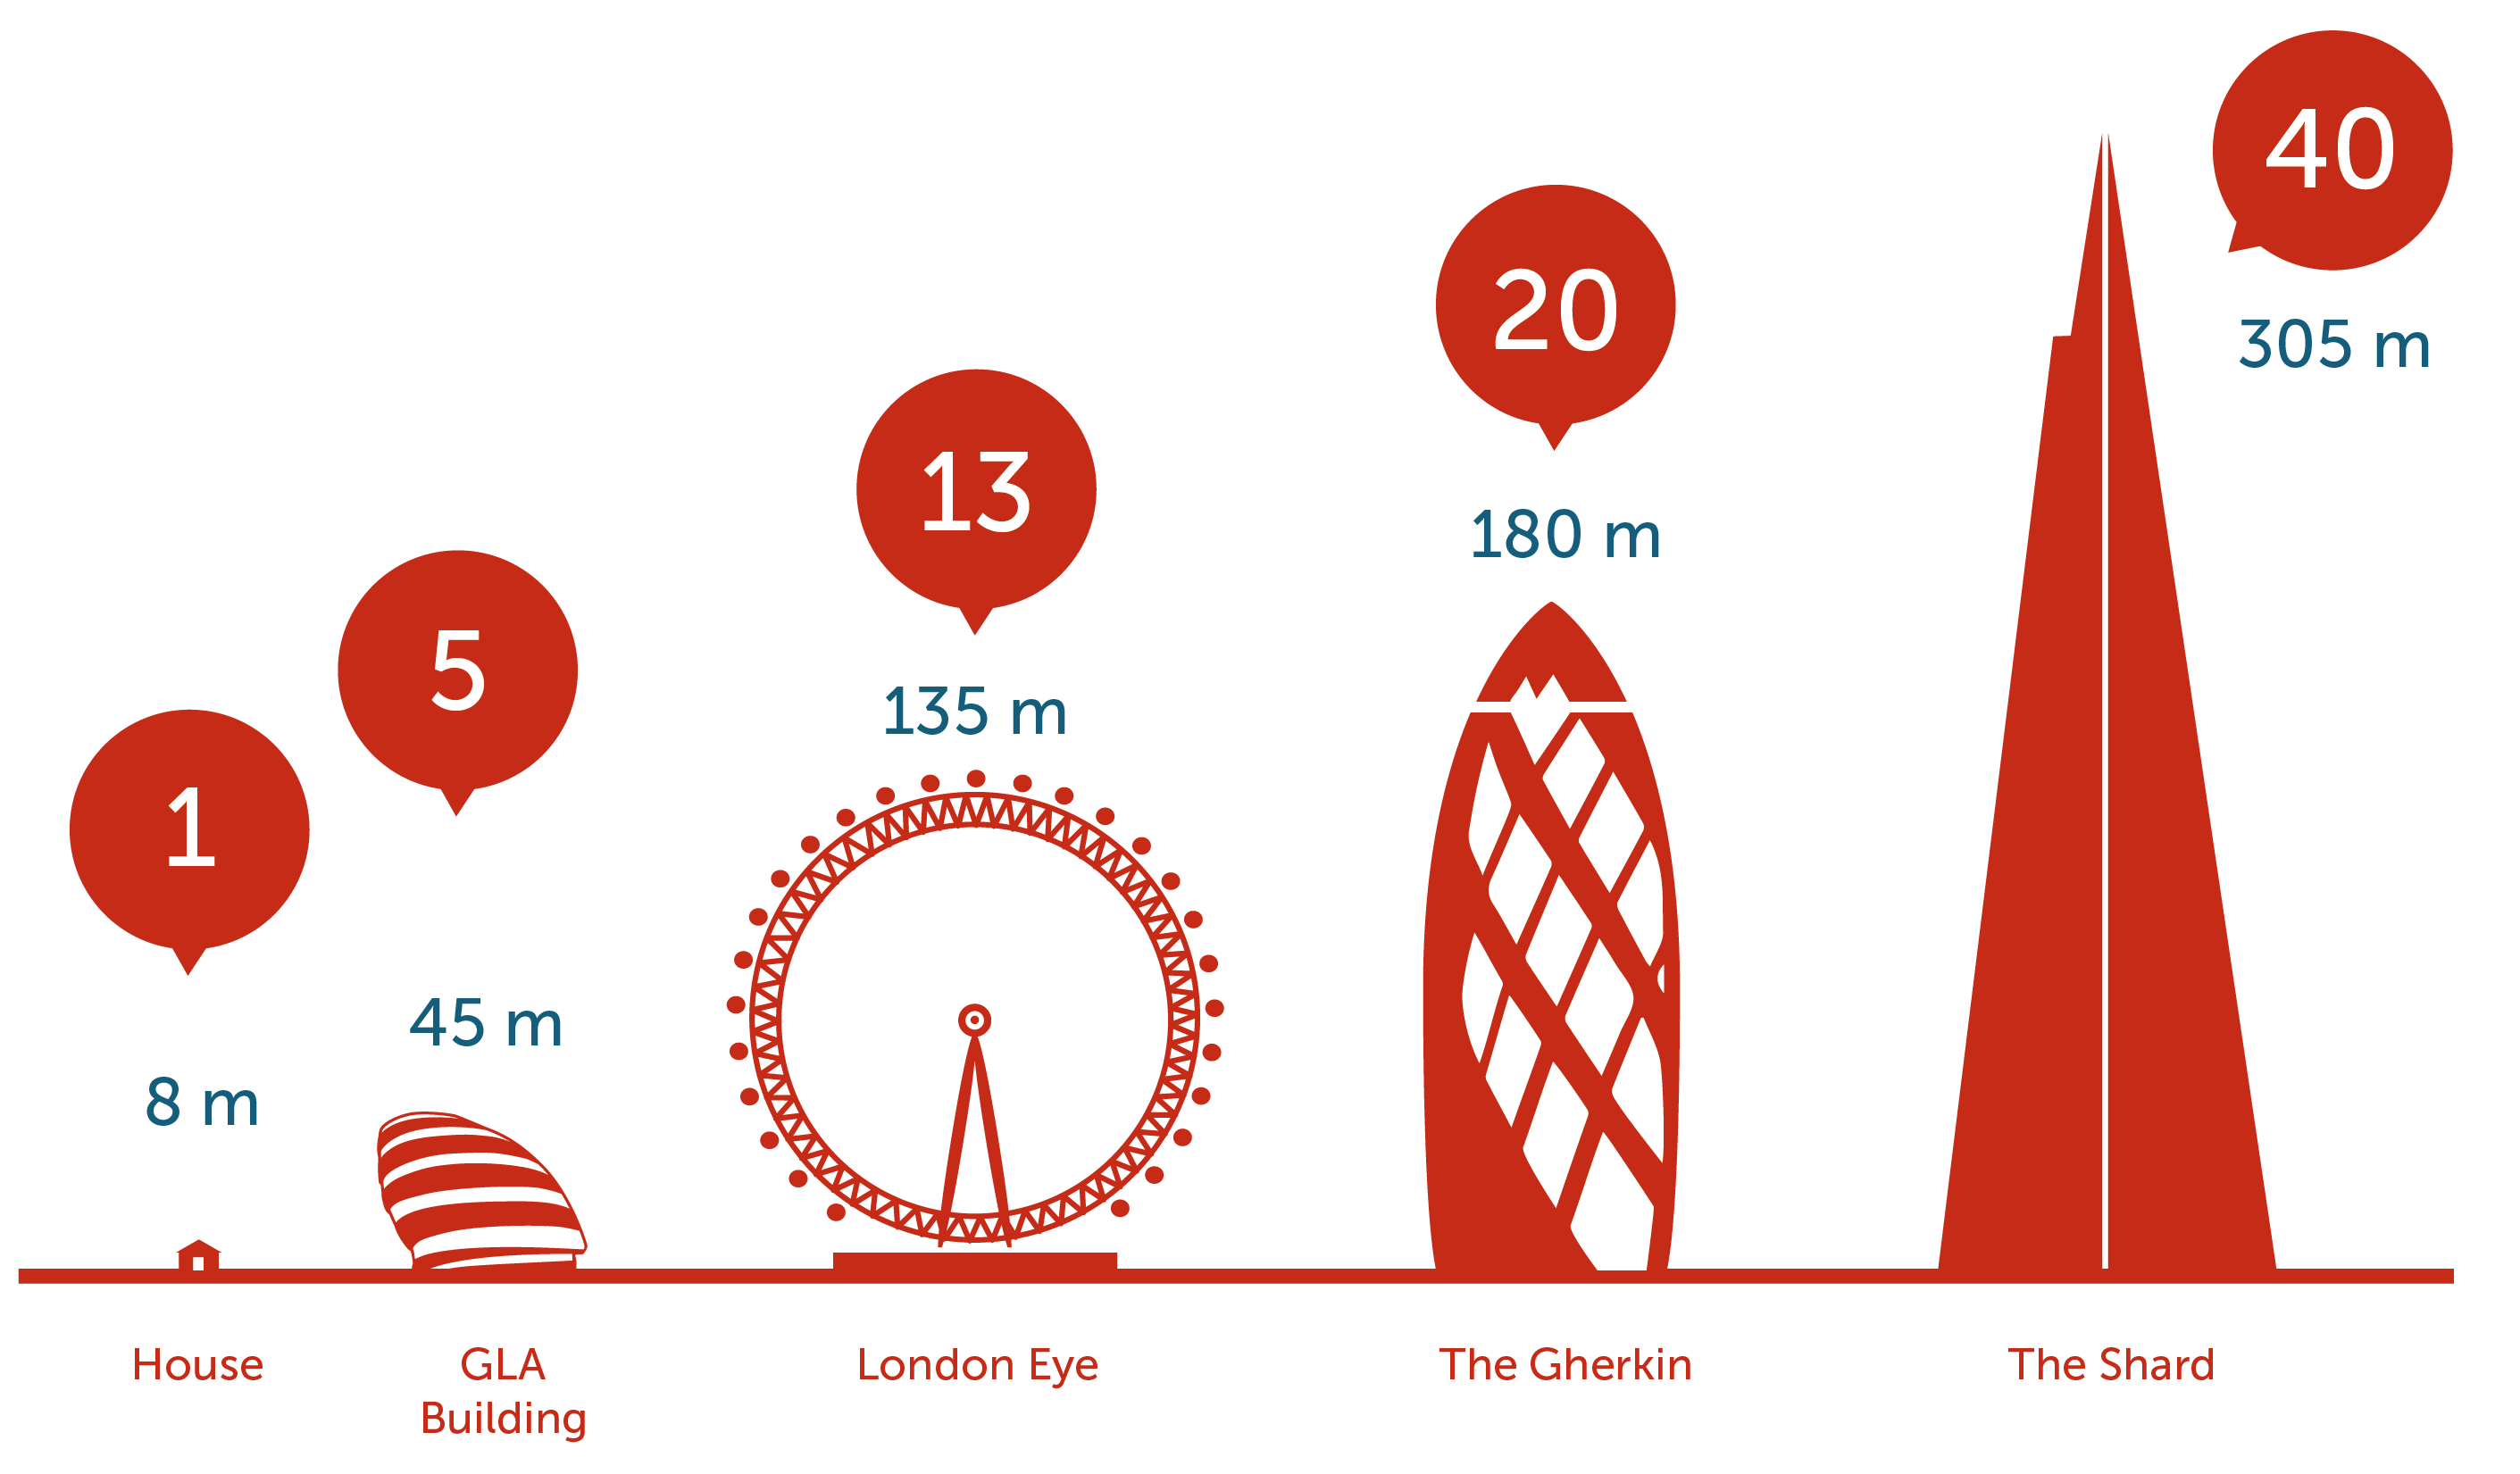 1
8 m
House
5
45 m
GLA
Building
13
135 m
London Eye
20
180 m
The Gherkin
40
305 m
The Shard